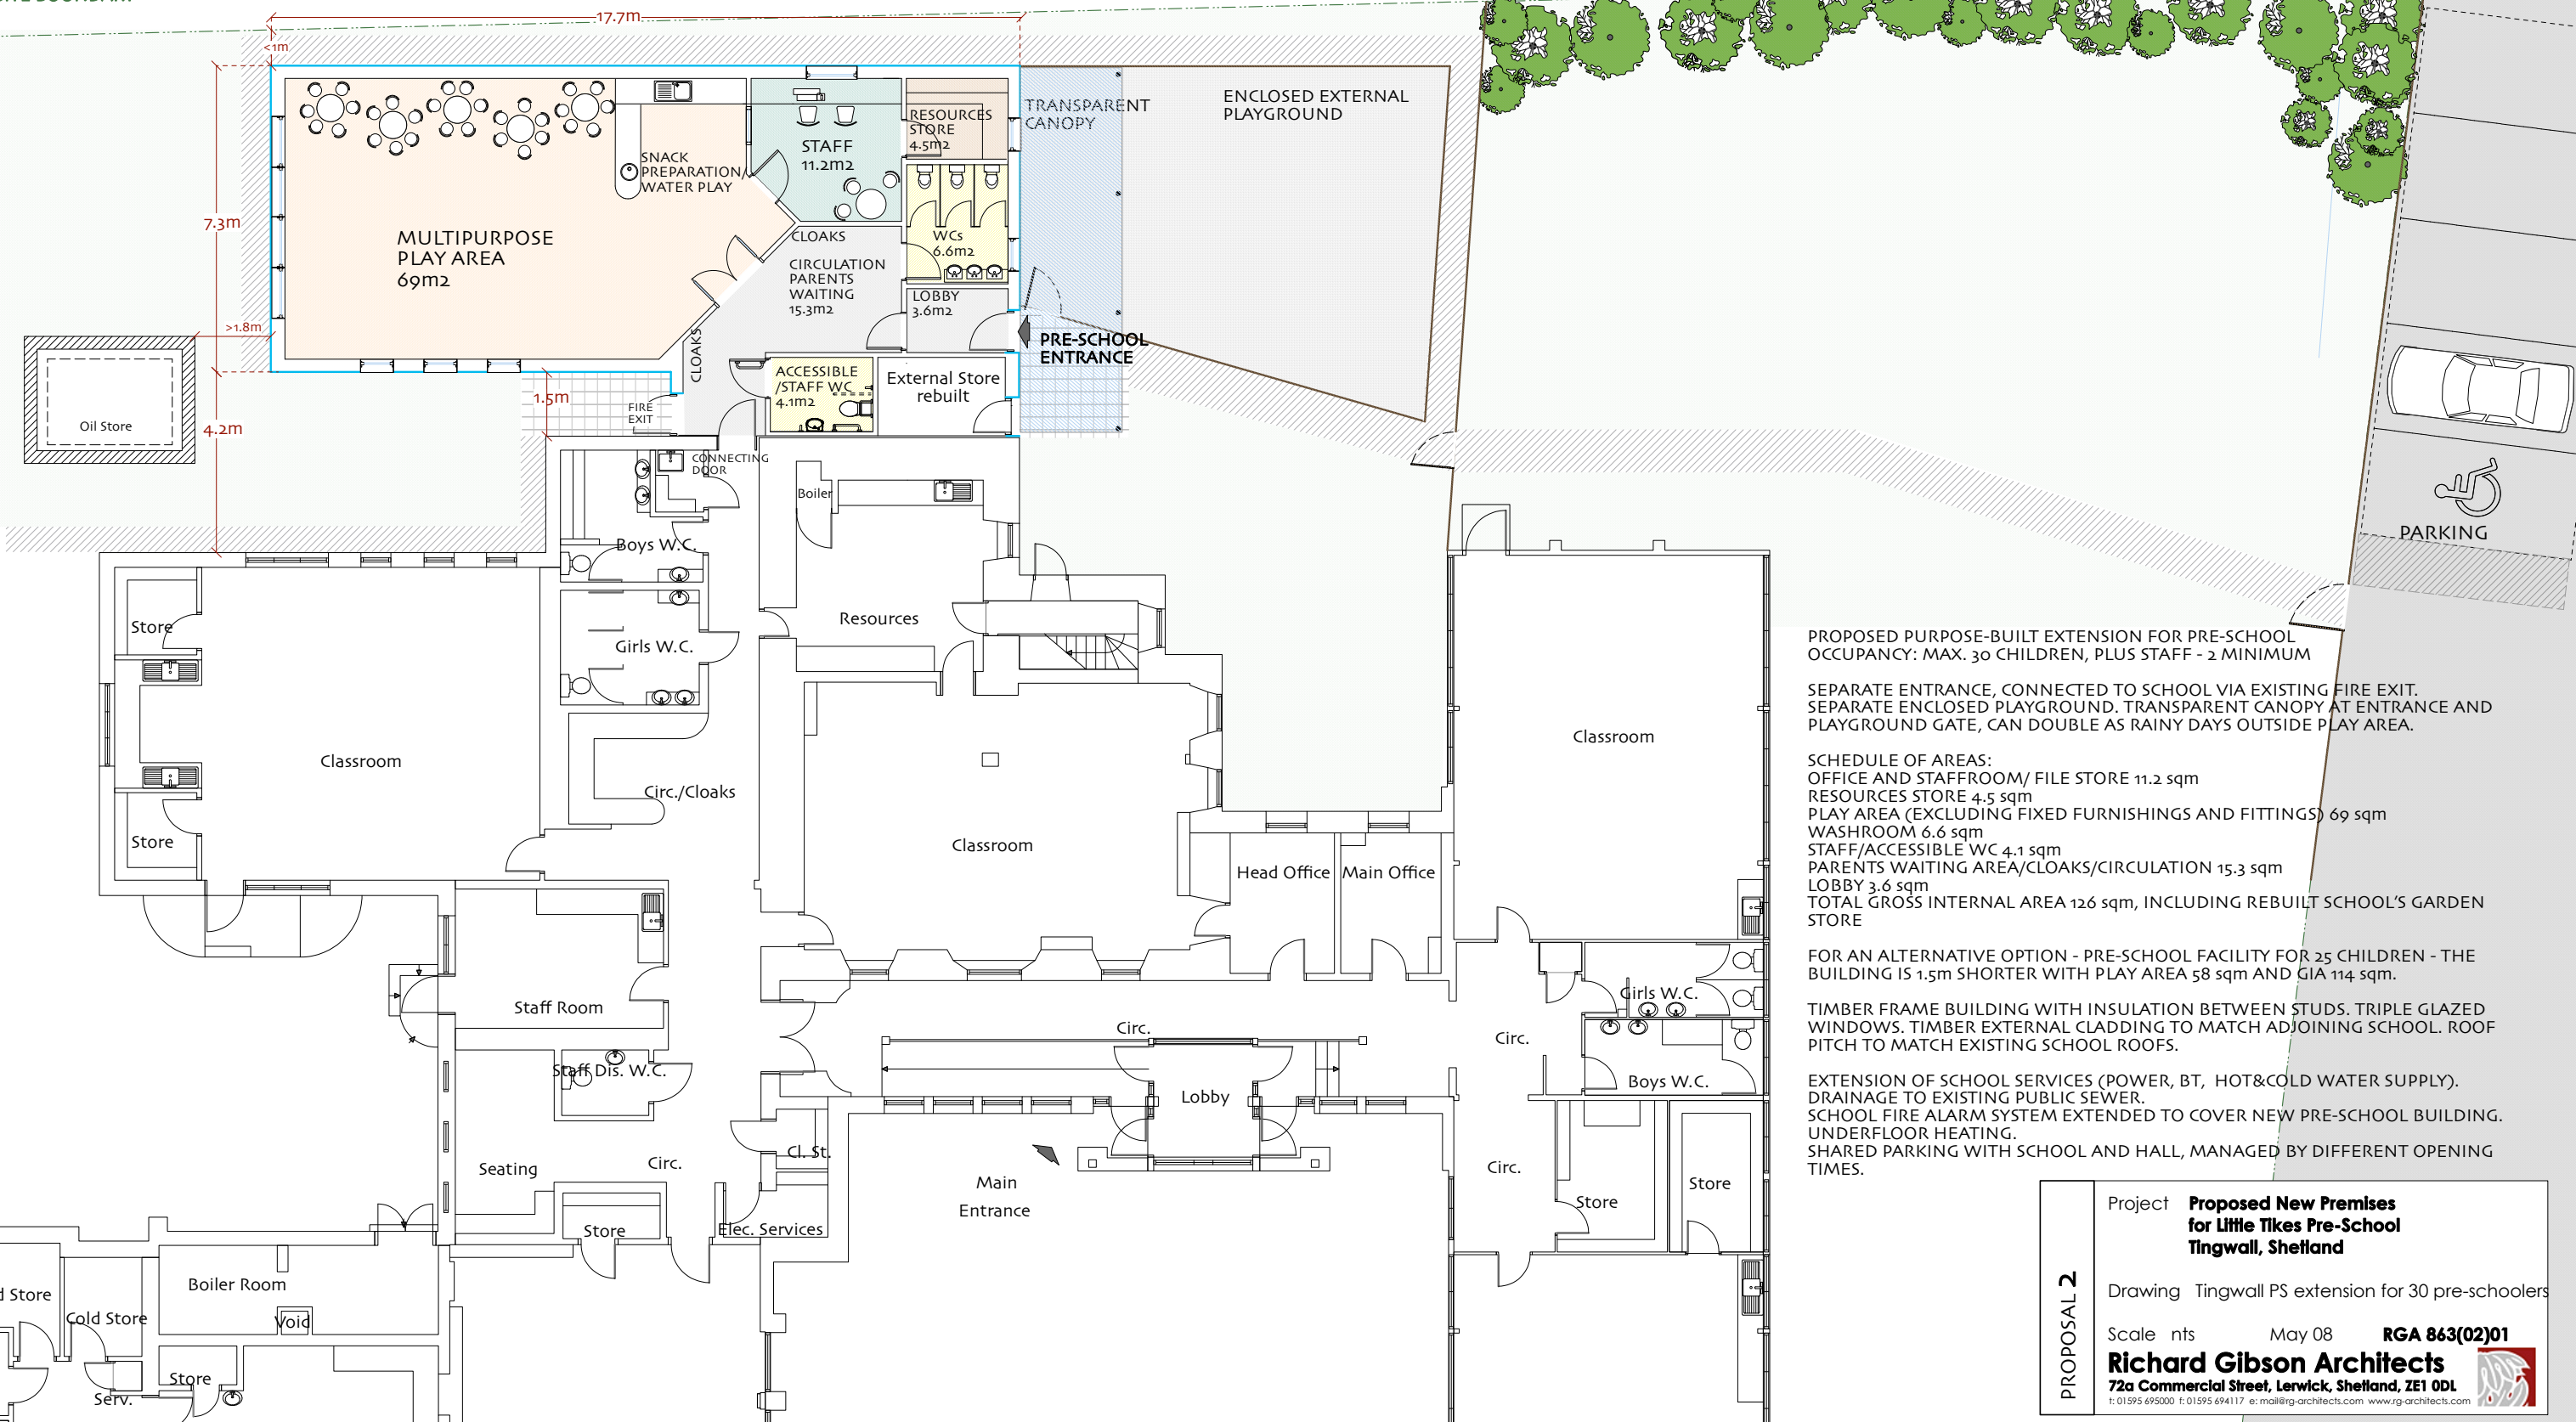 17.7m
<1m
7.3m
>1.8m
4.2m
1.5m
MULTIPURPOSE
PLAY AREA
69m2
SNACK
PREPARATION/
WATER PLAY
STAFF
11.2m2
RESOURCES
STORE
4.5m2
TRANSPARENT
CANOPY
ENCLOSED EXTERNAL
PLAYGROUND
CLOAKS
CIRCULATION
PARENTS
WAITING
15.3m2
WCs
6.6m2
LOBBY
3.6m2
PRE-SCHOOL
ENTRANCE
CLOAKS
ACCESSIBLE
/STAFF WC
4.1m2
External Store
rebuilt
FIRE
EXIT
CONNECTING
DOOR
Oil Store
PARKING
Boiler
Boys W.C.
Resources
Girls W.C.
Store
Classroom
Store
Circ./Cloaks
Classroom
Classroom
Head Office
Main Office
Staff Room
Staff Dis. W.C.
Circ.
Circ.
Girls W.C.
Boys W.C.
Lobby
Cl. St.
Seating
Circ.
Main
Entrance
Circ.
Store
Store
Store
Elec. Services
Boiler Room
d Store
Cold Store
Void
Store
Serv.
PROPOSED PURPOSE-BUILT EXTENSION FOR PRE-SCHOOL
OCCUPANCY: MAX. 30 CHILDREN, PLUS STAFF - 2 MINIMUM
SEPARATE ENTRANCE, CONNECTED TO SCHOOL VIA EXISTING FIRE EXIT.
SEPARATE ENCLOSED PLAYGROUND. TRANSPARENT CANOPY AT ENTRANCE AND
PLAYGROUND GATE, CAN DOUBLE AS RAINY DAYS OUTSIDE PLAY AREA.
SCHEDULE OF AREAS:
OFFICE AND STAFFROOM/ FILE STORE 11.2 sqm
RESOURCES STORE 4.5 sqm
PLAY AREA (EXCLUDING FIXED FURNISHINGS AND FITTINGS) 69 sqm
WASHROOM 6.6 sqm
STAFF/ACCESSIBLE WC 4.1 sqm
PARENTS WAITING AREA/CLOAKS/CIRCULATION 15.3 sqm
LOBBY 3.6 sqm
TOTAL GROSS INTERNAL AREA 126 sqm, INCLUDING REBUILT SCHOOL'S GARDEN
STORE
FOR AN ALTERNATIVE OPTION - PRE-SCHOOL FACILITY FOR 25 CHILDREN - THE
BUILDING IS 1.5m SHORTER WITH PLAY AREA 58 sqm AND GIA 114 sqm.
TIMBER FRAME BUILDING WITH INSULATION BETWEEN STUDS. TRIPLE GLAZED
WINDOWS. TIMBER EXTERNAL CLADDING TO MATCH ADJOINING SCHOOL. ROOF
PITCH TO MATCH EXISTING SCHOOL ROOFS.
EXTENSION OF SCHOOL SERVICES (POWER, BT, HOT&COLD WATER SUPPLY).
DRAINAGE TO EXISTING PUBLIC SEWER.
SCHOOL FIRE ALARM SYSTEM EXTENDED TO COVER NEW PRE-SCHOOL BUILDING.
UNDERFLOOR HEATING.
SHARED PARKING WITH SCHOOL AND HALL, MANAGED BY DIFFERENT OPENING
TIMES.
PROPOSAL 2
Project Proposed New Premises
for Little Tikes Pre-School
Tingwall, Shetland
Drawing Tingwall PS extension for 30 pre-schoolers
Scale nts May 08 RGA 863(02)01
Richard Gibson Architects
72a Commercial Street, Lerwick, Shetland, ZE1 0DL
t: 01595 695000 f: 01595 694117 e: mail@rg-architects.com www.rg-architects.com